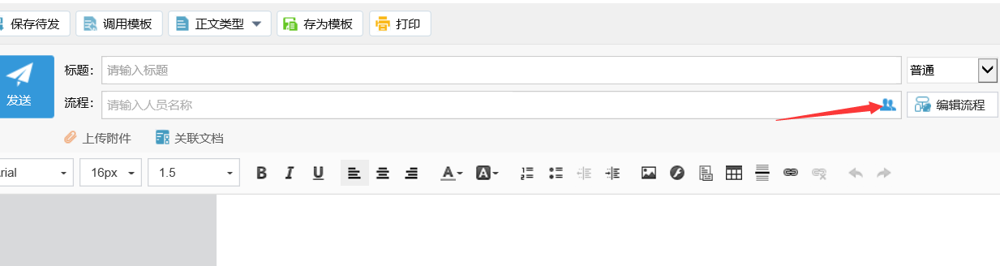 保存待发 调用模板 正文类型 存为模板 打印
标题: 请输入标题 普通
发送
流程: 请输入人员名称 编辑流程
上传附件 关联文档
rial 16px 1.5 B I U A A